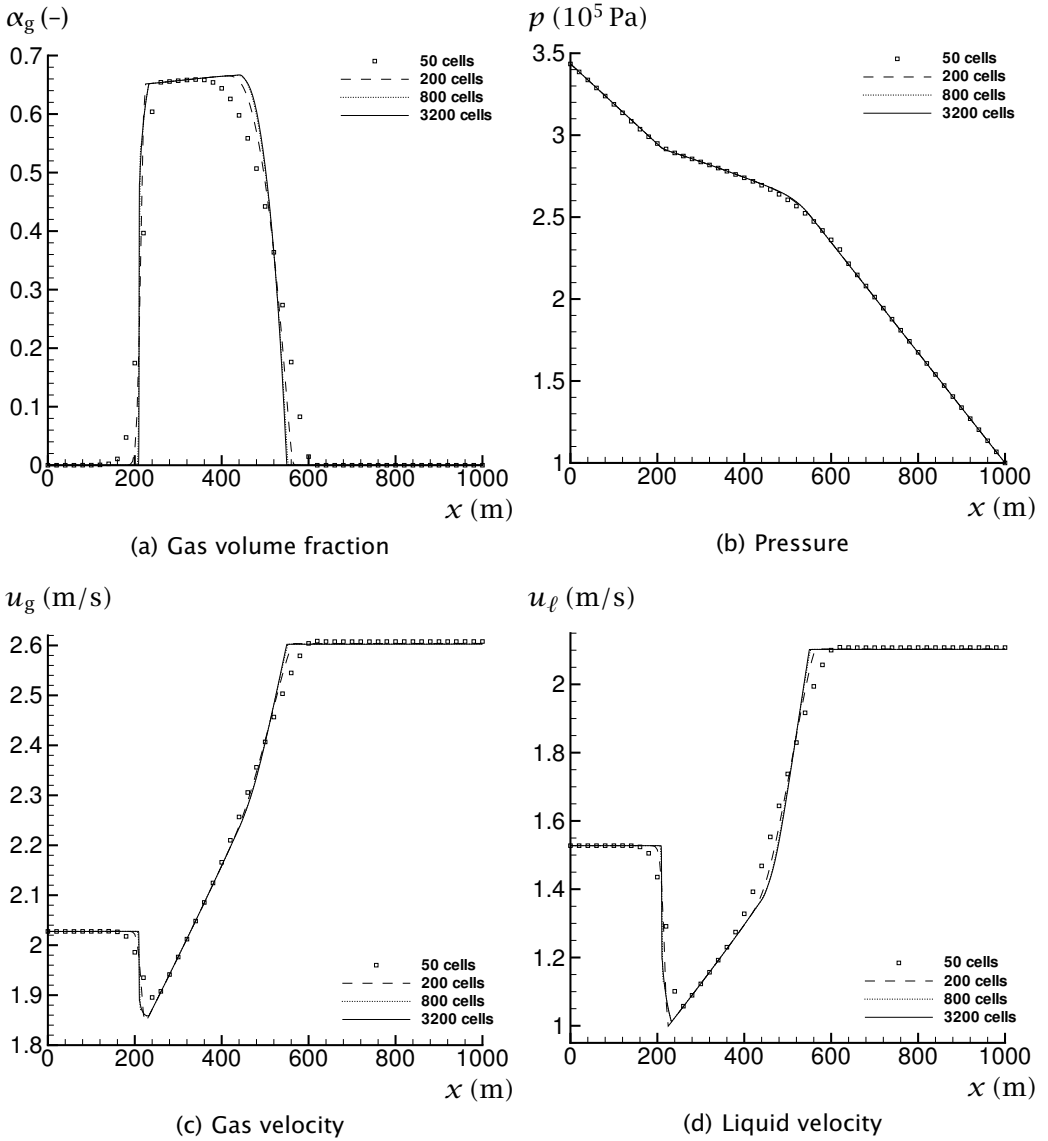 α_g (–)
0.7
0.6
0.5
0.4
0.3
0.2
0.1
0
0 200 400 600 800 1000
x (m)
50 cells
200 cells
800 cells
3200 cells
(a) Gas volume fraction
p (10⁵ Pa)
3.5
3
2.5
2
1.5
1
0 200 400 600 800 1000
x (m)
50 cells
200 cells
800 cells
3200 cells
(b) Pressure
u_g (m/s)
2.6
2.5
2.4
2.3
2.2
2.1
2
1.9
1.8
0 200 400 600 800 1000
x (m)
50 cells
200 cells
800 cells
3200 cells
(c) Gas velocity
u_ℓ (m/s)
2
1.8
1.6
1.4
1.2
1
0 200 400 600 800 1000
x (m)
50 cells
200 cells
800 cells
3200 cells
(d) Liquid velocity